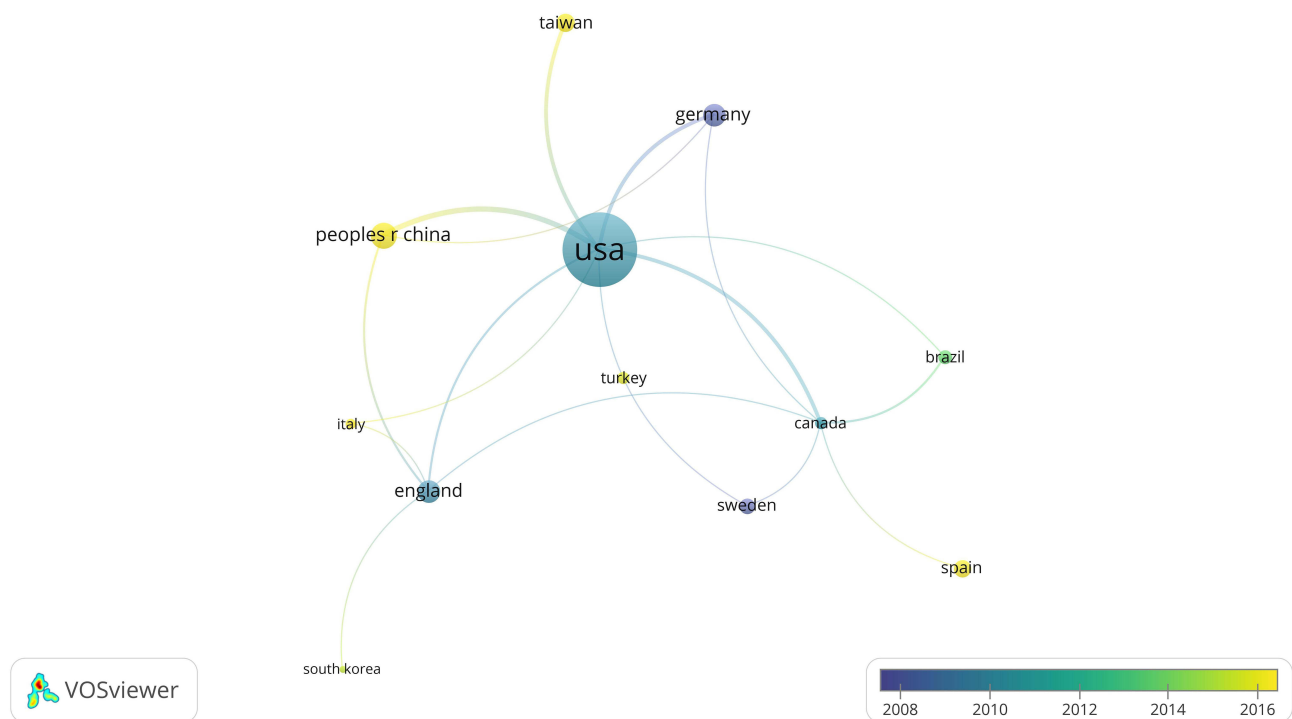 taiwan
germany
peoples r china
usa
brazil
turkey
italy
canada
england
sweden
spain
south korea
VOSviewer
2008 2010 2012 2014 2016